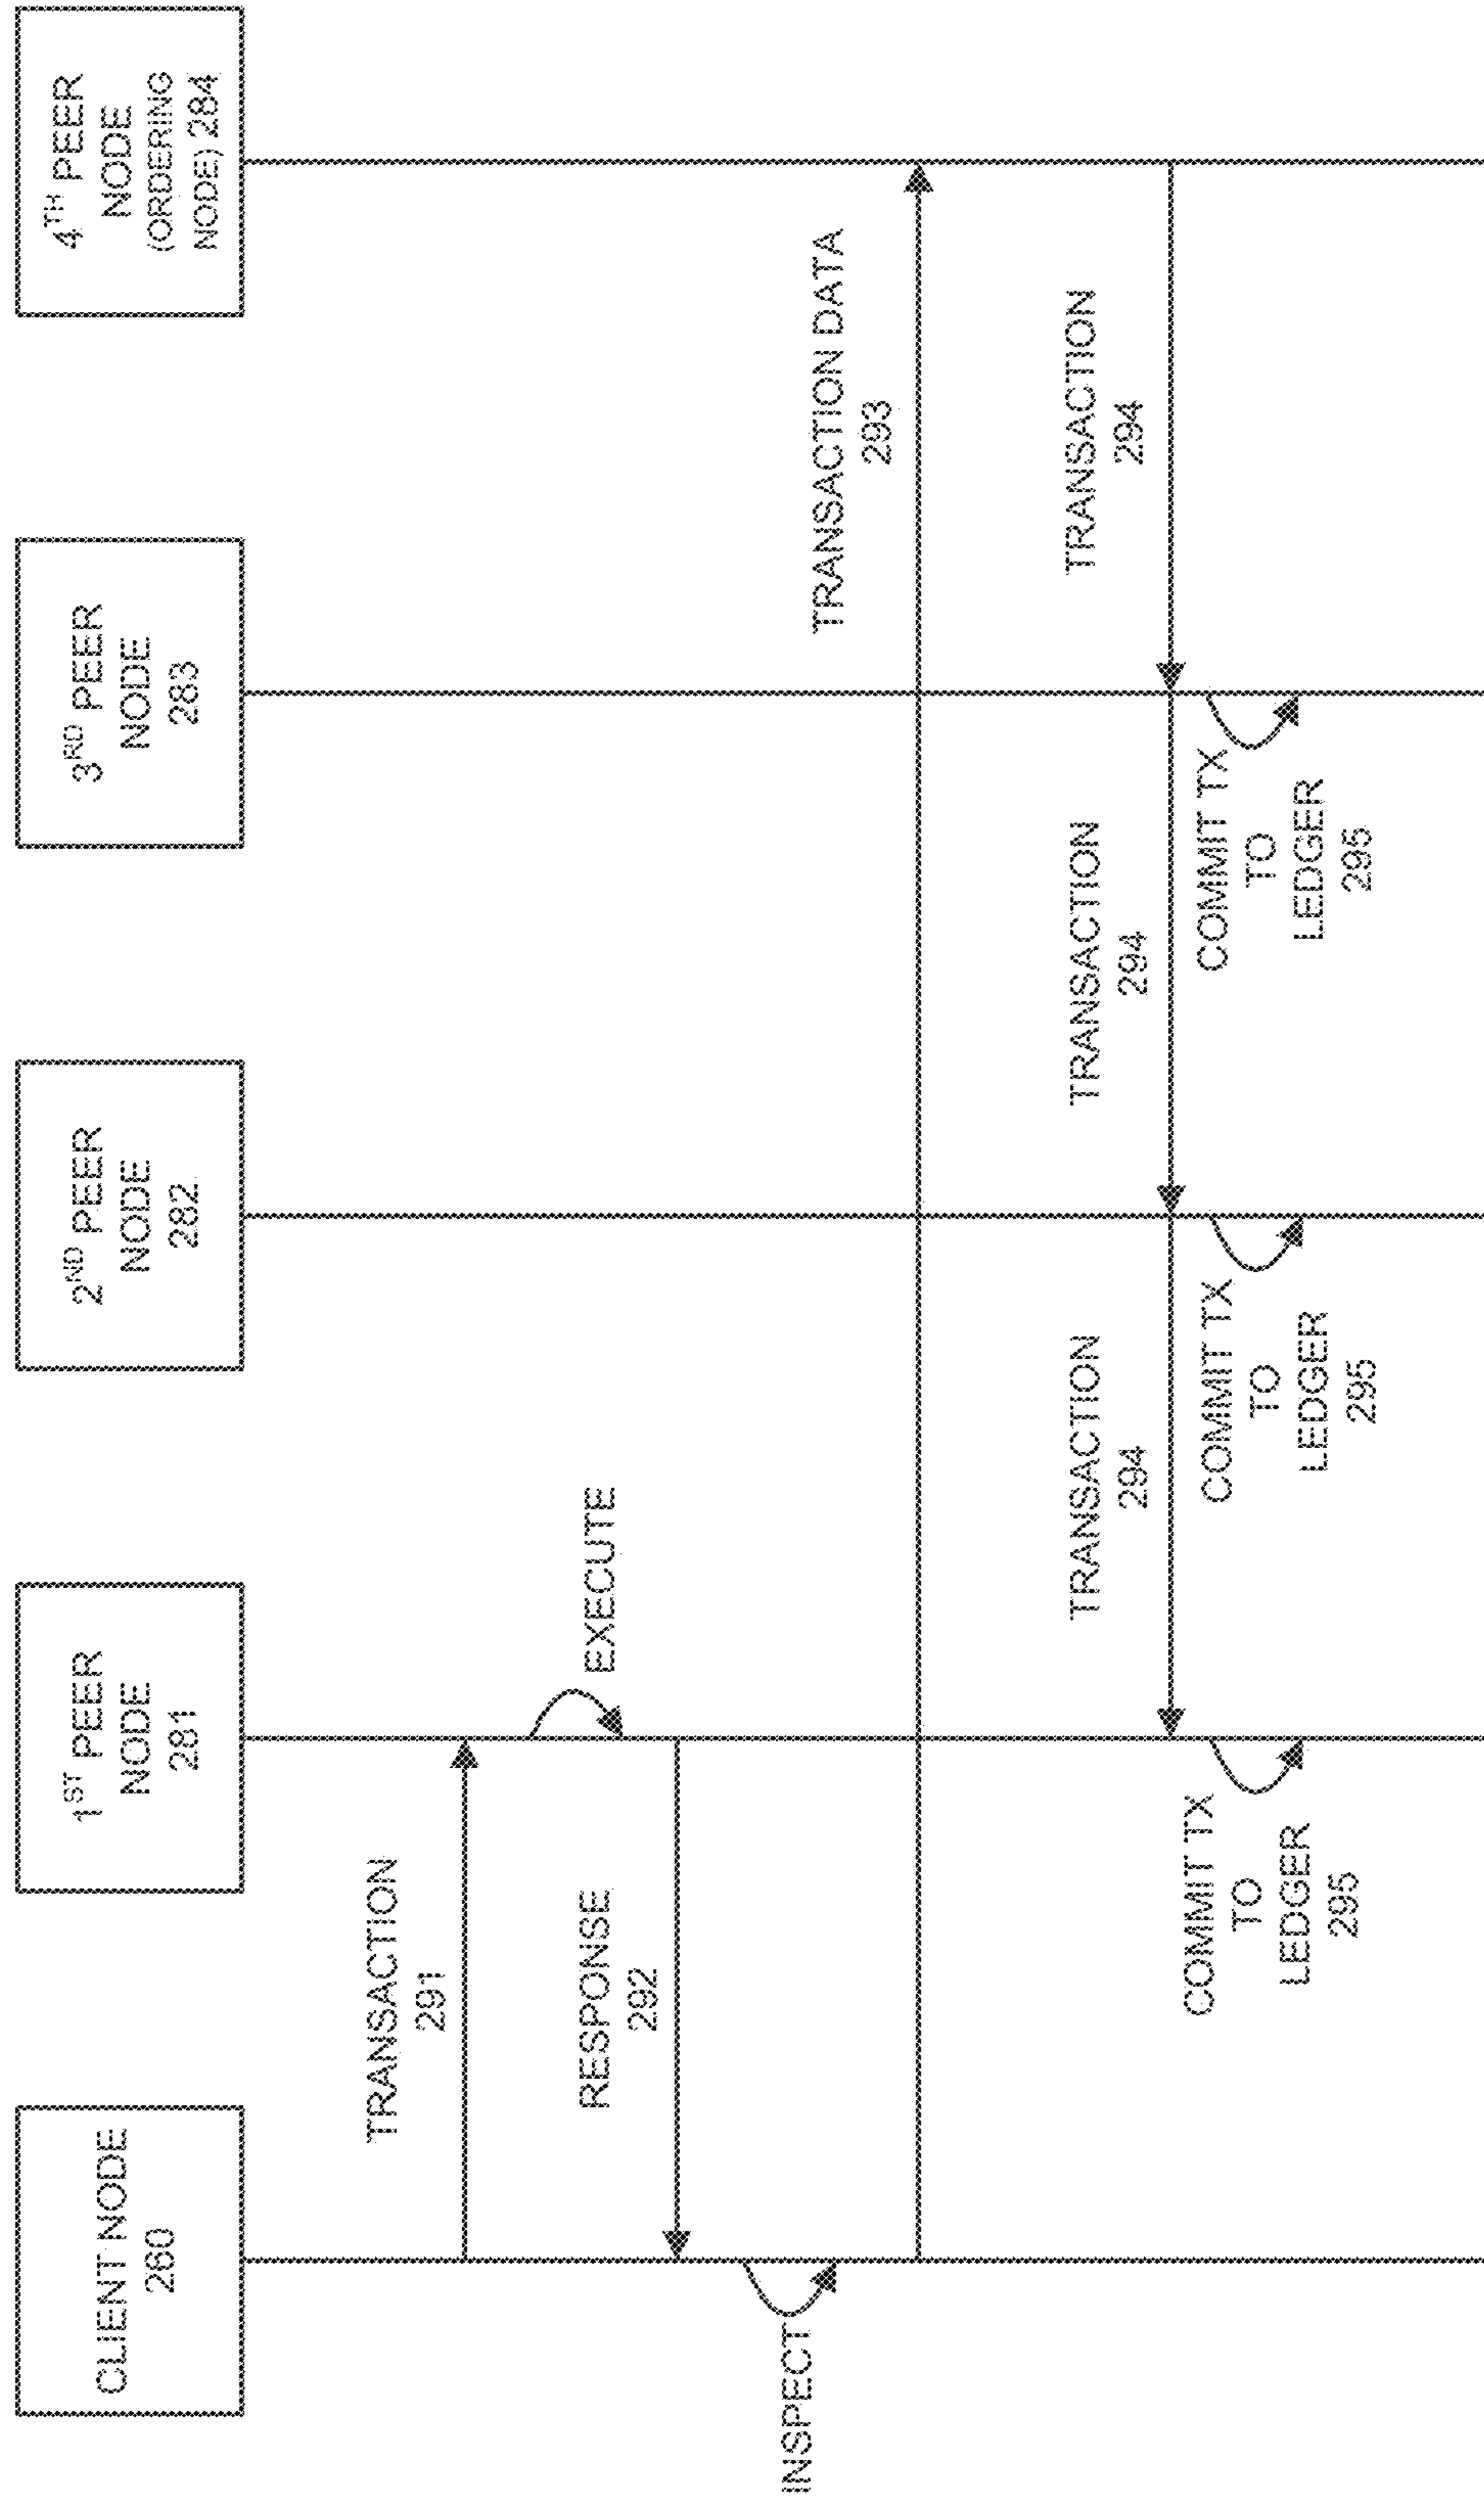 CLIENT NODE
260
1ST PEER
NODE
281
2ND PEER
NODE
282
3RD PEER
NODE
283
4TH PEER
NODE
(ORDERING
NODE) 284
TRANSACTION
291
EXECUTE
RESPONSE
292
INSPECT
TRANSACTION DATA
293
TRANSACTION
294
TRANSACTION
294
TRANSACTION
294
COMMIT TX
TO
LEDGER
295
COMMIT TX
TO
LEDGER
295
COMMIT TX
TO
LEDGER
295